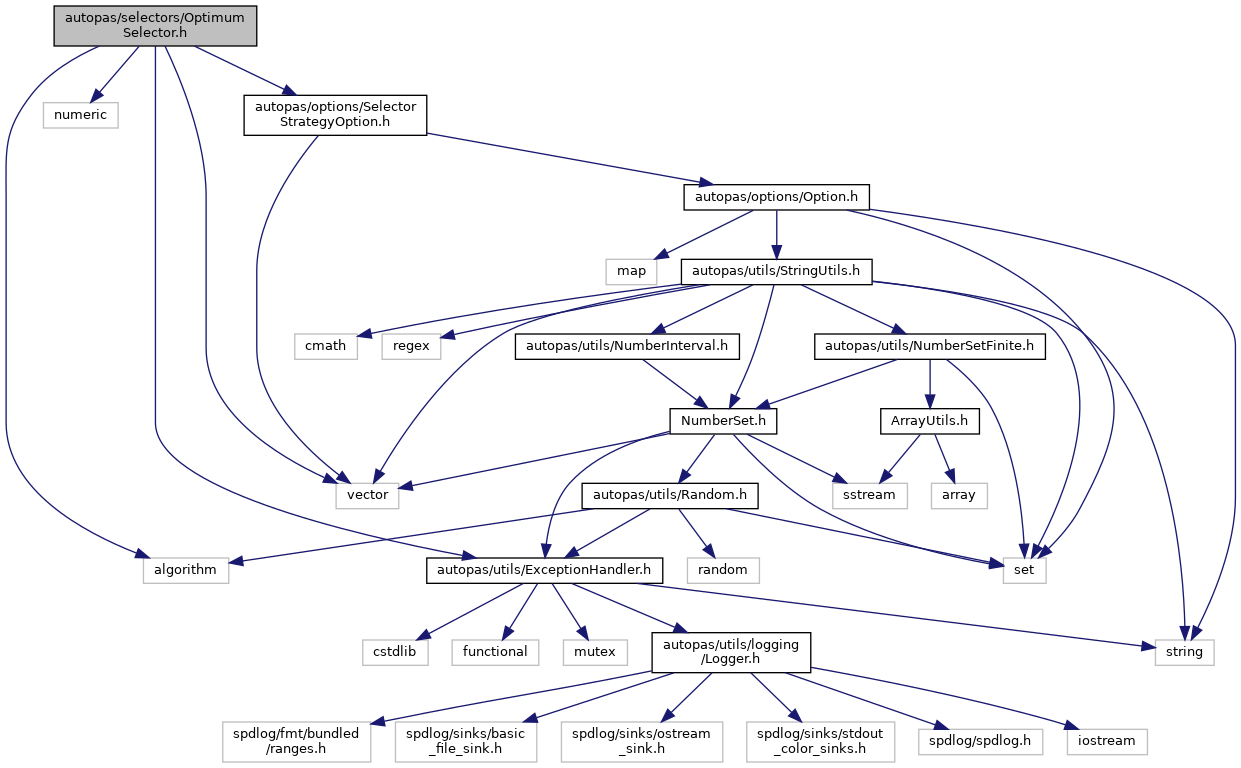 autopas/selectors/Optimum
Selector.h
numeric
autopas/options/Selector
StrategyOption.h
autopas/options/Option.h
map
autopas/utils/StringUtils.h
cmath
regex
autopas/utils/NumberInterval.h
autopas/utils/NumberSetFinite.h
NumberSet.h
ArrayUtils.h
vector
autopas/utils/Random.h
sstream
array
algorithm
autopas/utils/ExceptionHandler.h
random
set
cstdlib
functional
mutex
autopas/utils/logging
/Logger.h
string
spdlog/fmt/bundled
/ranges.h
spdlog/sinks/basic
_file_sink.h
spdlog/sinks/ostream
_sink.h
spdlog/sinks/stdout
_color_sinks.h
spdlog/spdlog.h
iostream